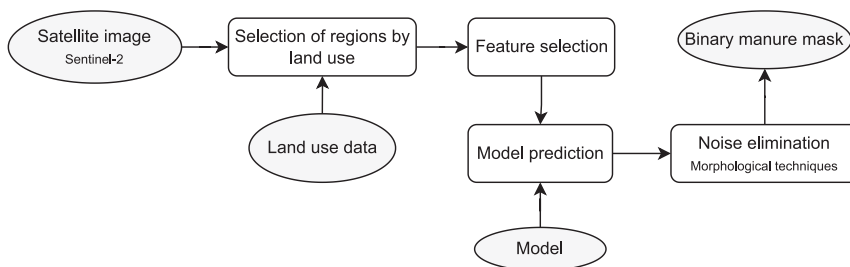 Satellite image
Sentinel-2
Selection of regions by
land use
Feature selection
Binary manure mask
Land use data
Model prediction
Noise elimination
Morphological techniques
Model